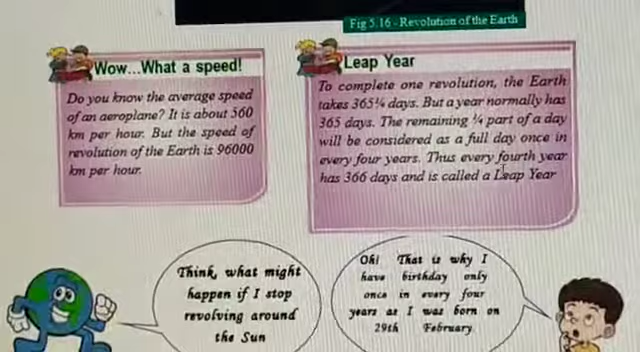 Fig 5.16 - Revolution of the Earth
Wow...What a speed!
Do you know the average speed
of an aeroplane? It is about 560
km per hour. But the speed of
revolution of the Earth is 96000
km per hour.
Leap Year
To complete one revolution, the Earth
takes 365¼ days. But a year normally has
365 days. The remaining ¼ part of a day
will be considered as a full day once in
every four years. Thus every fourth year
has 366 days and is called a Leap Year
Think, what might
happen if I stop
revolving around
the Sun
Oh! That is why I
have birthday only
once in every four
years as I was born on
29th February.